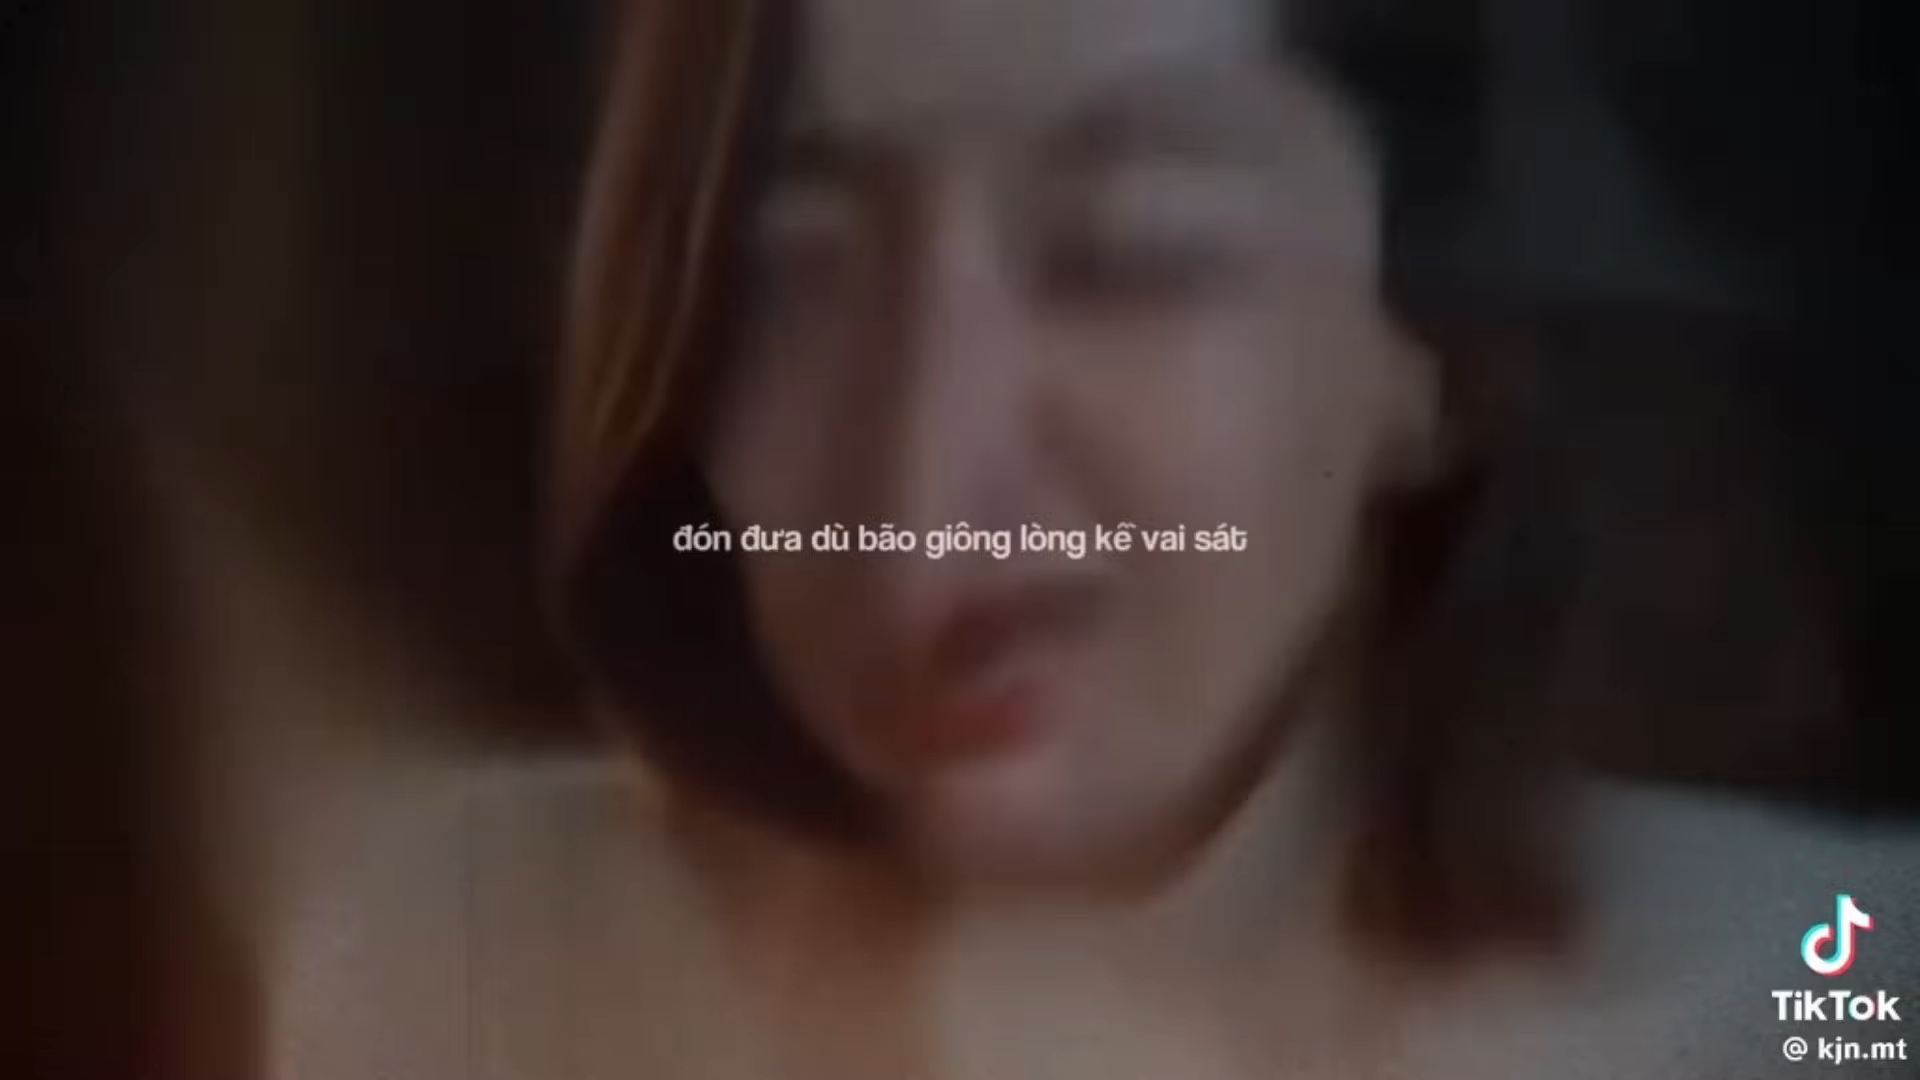 đón đưa dù bão giông lòng kề vai sát
TikTok
@ kjn.mt